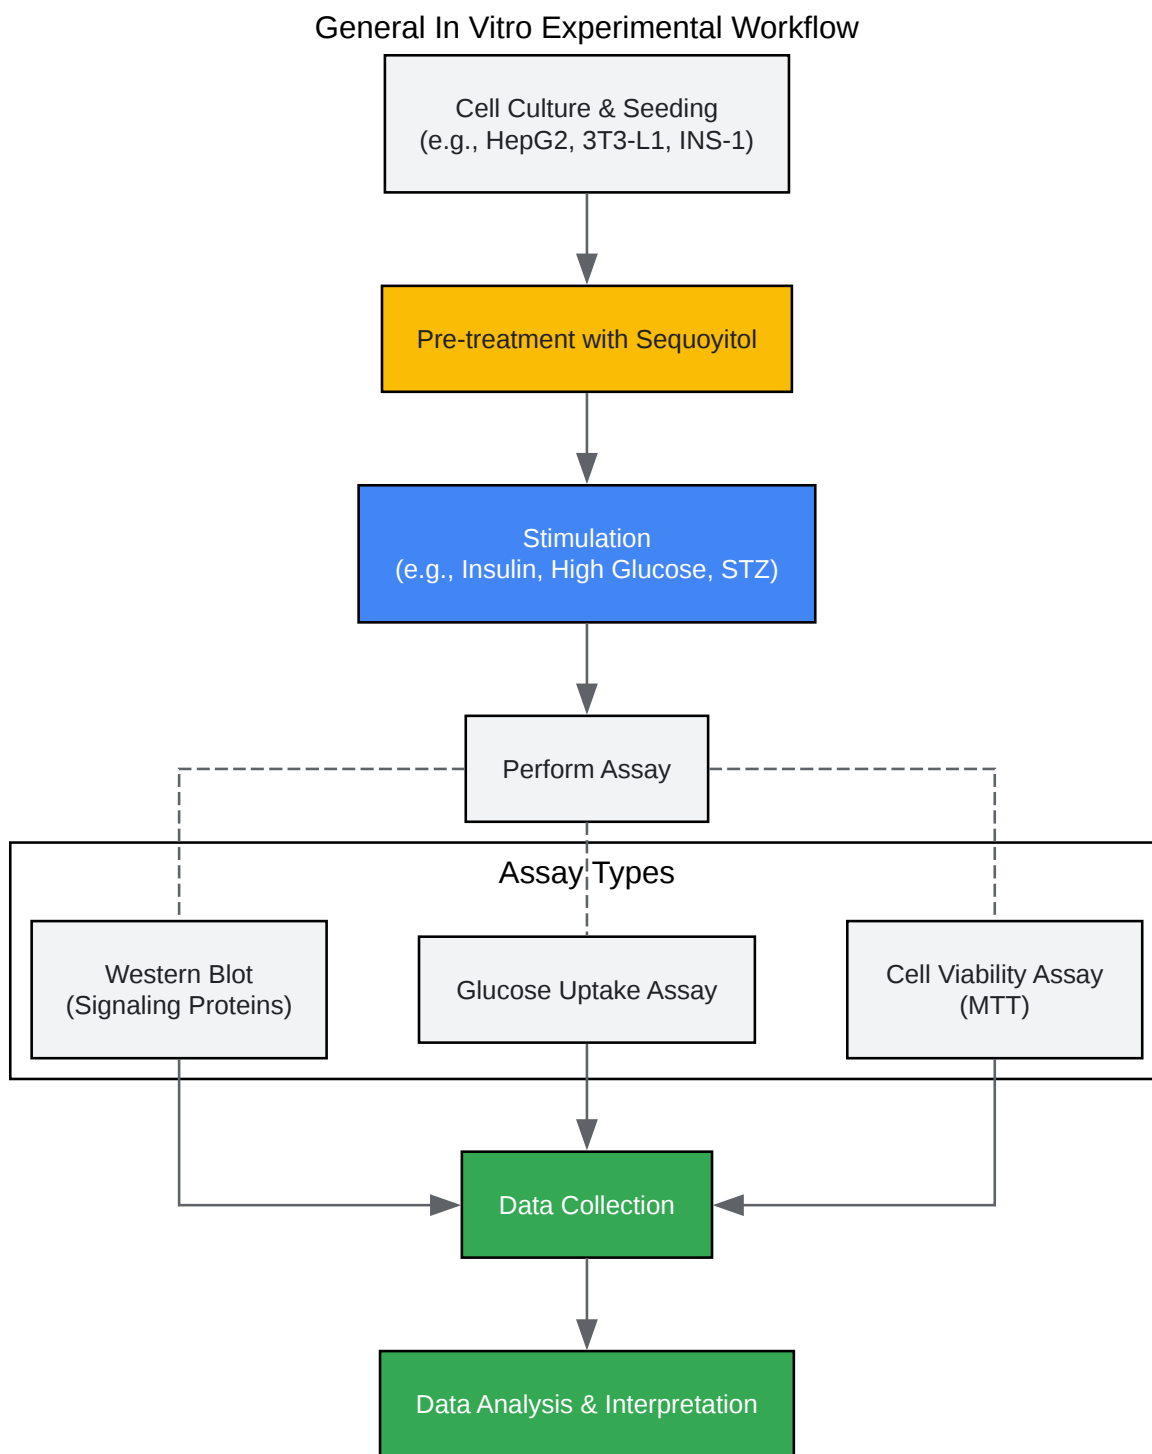 General In Vitro Experimental Workflow
Cell Culture & Seeding
(e.g., HepG2, 3T3-L1, INS-1)
Pre-treatment with Sequoyitol
Stimulation
(e.g., Insulin, High Glucose, STZ)
Perform Assay
Assay Types
Western Blot
(Signaling Proteins)
Glucose Uptake Assay
Cell Viability Assay
(MTT)
Data Collection
Data Analysis & Interpretation